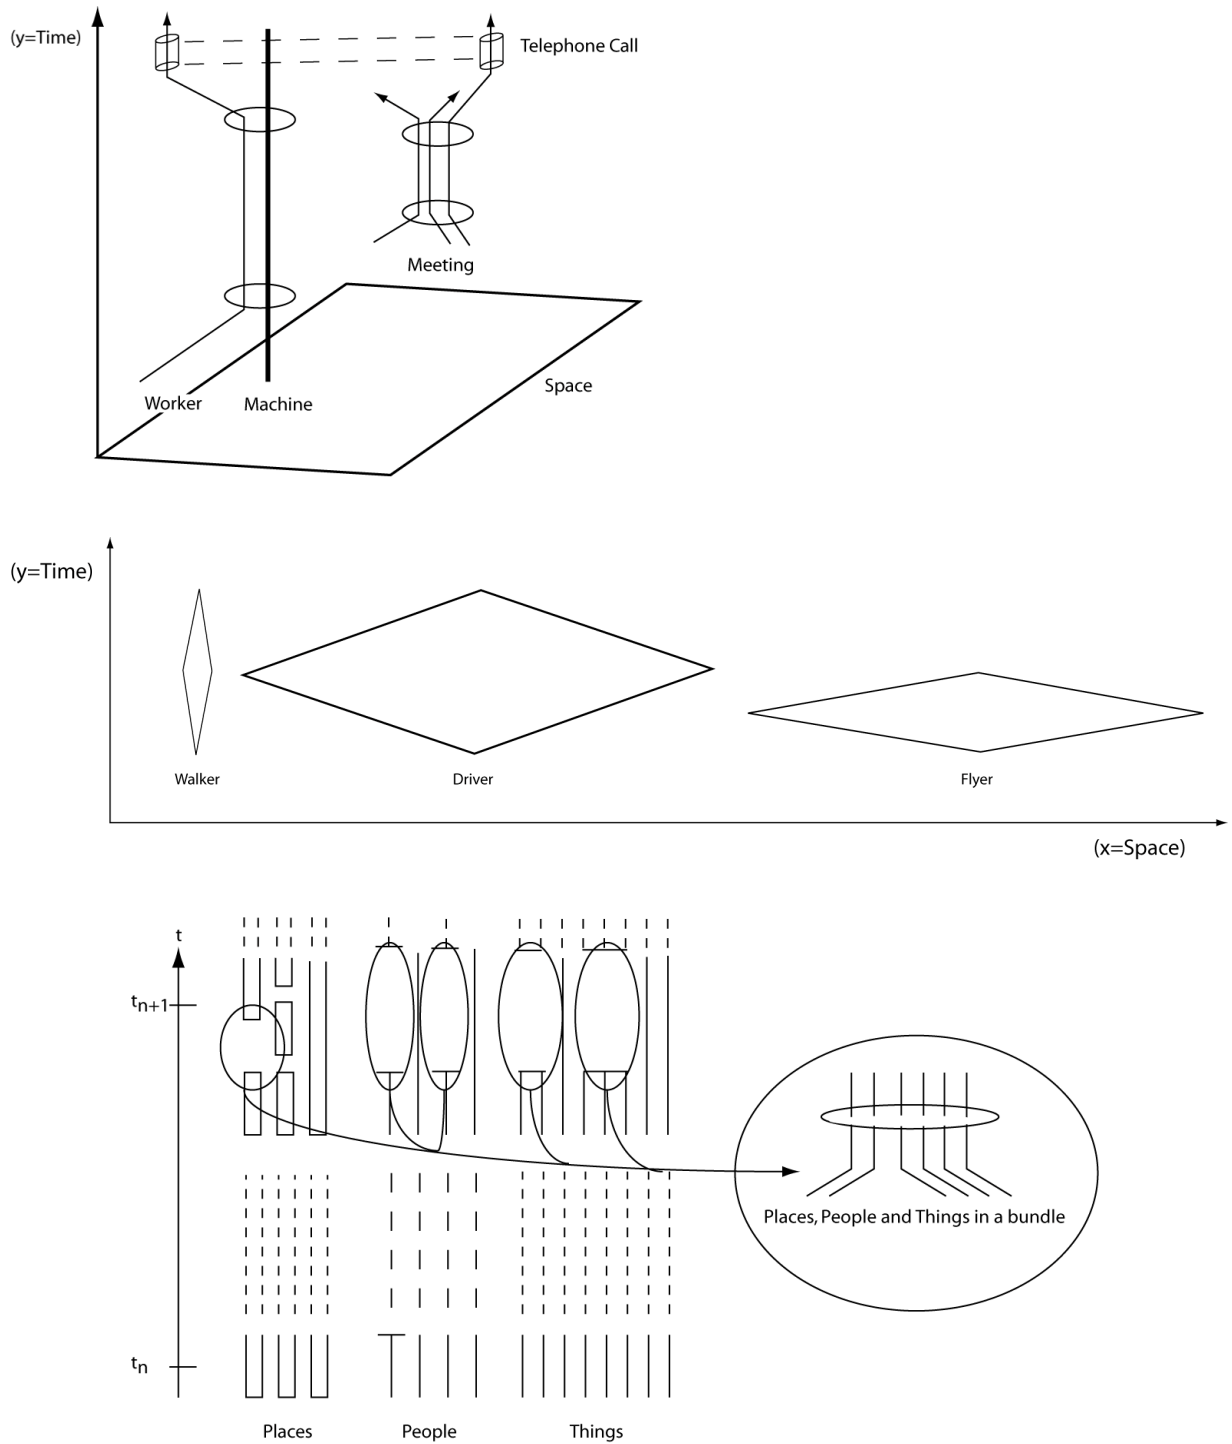 (y=Time)
Telephone Call
Meeting
Space
Worker
Machine
(y=Time)
Walker
Driver
Flyer
(x=Space)
t
tn+1
Places, People and Things in a bundle
tn
Places
People
Things